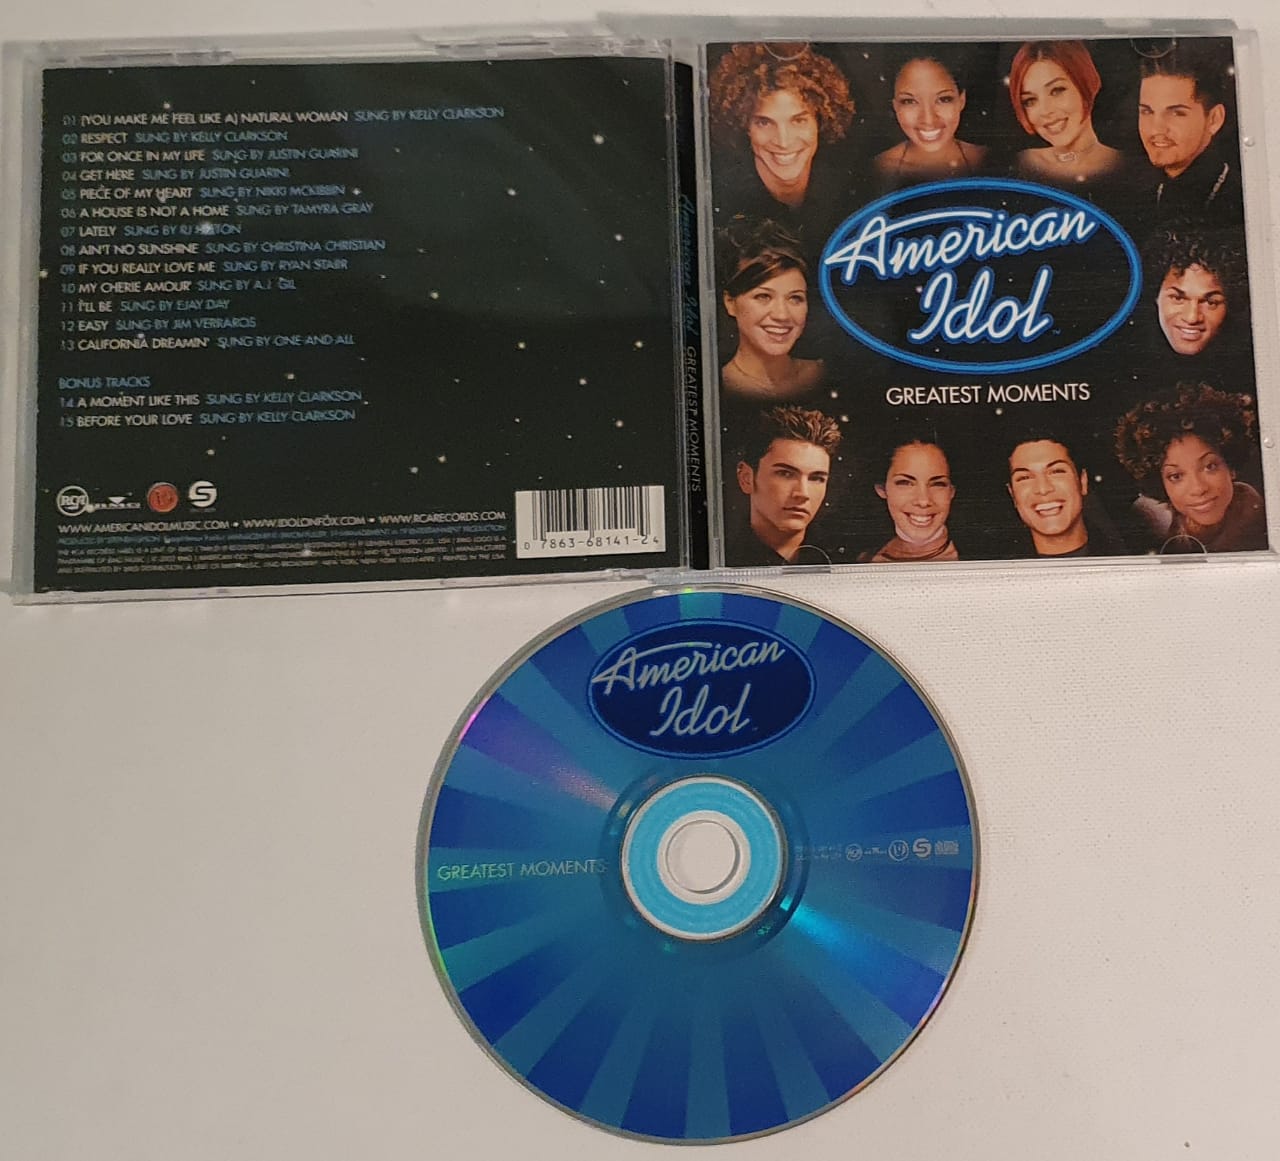 01 (YOU MAKE ME FEEL LIKE A) NATURAL WOMAN SUNG BY KELLY CLARKSON
02 RESPECT SUNG BY KELLY CLARKSON
03 FOR ONCE IN MY LIFE SUNG BY JUSTIN GUARINI
04 GET HERE SUNG BY JUSTIN GUARINI
05 PIECE OF MY HEART SUNG BY NIKKI MCKIBBIN
06 A HOUSE IS NOT A HOME SUNG BY TAMYRA GRAY
07 LATELY SUNG BY RJ HELTON
08 AIN'T NO SUNSHINE SUNG BY CHRISTINA CHRISTIAN
09 IF YOU REALLY LOVE ME SUNG BY RYAN STARR
10 MY CHERIE AMOUR SUNG BY A.J. GIL
11 I'LL BE SUNG BY EJAY DAY
12 EASY SUNG BY JIM VERRAROS
13 CALIFORNIA DREAMIN' SUNG BY ONE AND ALL
BONUS TRACKS
14 A MOMENT LIKE THIS SUNG BY KELLY CLARKSON
15 BEFORE YOUR LOVE SUNG BY KELLY CLARKSON
RCA BMG 19 S
WWW.AMERICANIDOLMUSIC.COM • WWW.IDOLONFOX.COM • WWW.RCARECORDS.COM
0 7863-68141-2 4
American Idol GREATEST MOMENTS
American
Idol
TM
GREATEST MOMENTS
American
Idol
GREATEST MOMENTS
19 S